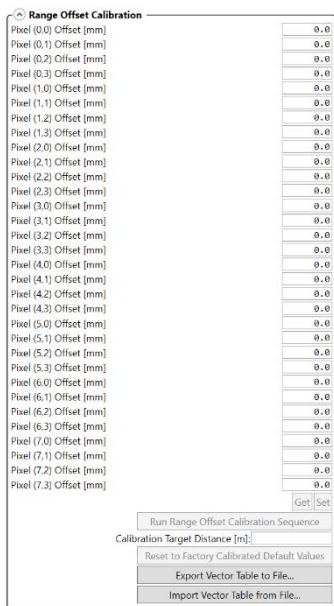 Range Offset Calibration
Pixel (0,0) Offset [mm] 0.0
Pixel (0,1) Offset [mm] 0.0
Pixel (0,2) Offset [mm] 0.0
Pixel (0,3) Offset [mm] 0.0
Pixel (1,0) Offset [mm] 0.0
Pixel (1,1) Offset [mm] 0.0
Pixel (1,2) Offset [mm] 0.0
Pixel (1,3) Offset [mm] 0.0
Pixel (2,0) Offset [mm] 0.0
Pixel (2,1) Offset [mm] 0.0
Pixel (2,2) Offset [mm] 0.0
Pixel (2,3) Offset [mm] 0.0
Pixel (3,0) Offset [mm] 0.0
Pixel (3,1) Offset [mm] 0.0
Pixel (3,2) Offset [mm] 0.0
Pixel (3,3) Offset [mm] 0.0
Pixel (4,0) Offset [mm] 0.0
Pixel (4,1) Offset [mm] 0.0
Pixel (4,2) Offset [mm] 0.0
Pixel (4,3) Offset [mm] 0.0
Pixel (5,0) Offset [mm] 0.0
Pixel (5,1) Offset [mm] 0.0
Pixel (5,2) Offset [mm] 0.0
Pixel (5,3) Offset [mm] 0.0
Pixel (6,0) Offset [mm] 0.0
Pixel (6,1) Offset [mm] 0.0
Pixel (6,2) Offset [mm] 0.0
Pixel (6,3) Offset [mm] 0.0
Pixel (7,0) Offset [mm] 0.0
Pixel (7,1) Offset [mm] 0.0
Pixel (7,2) Offset [mm] 0.0
Pixel (7,3) Offset [mm] 0.0
Get Set
Run Range Offset Calibration Sequence
Calibration Target Distance [m]:
Reset to Factory Calibrated Default Values
Export Vector Table to File...
Import Vector Table from File...